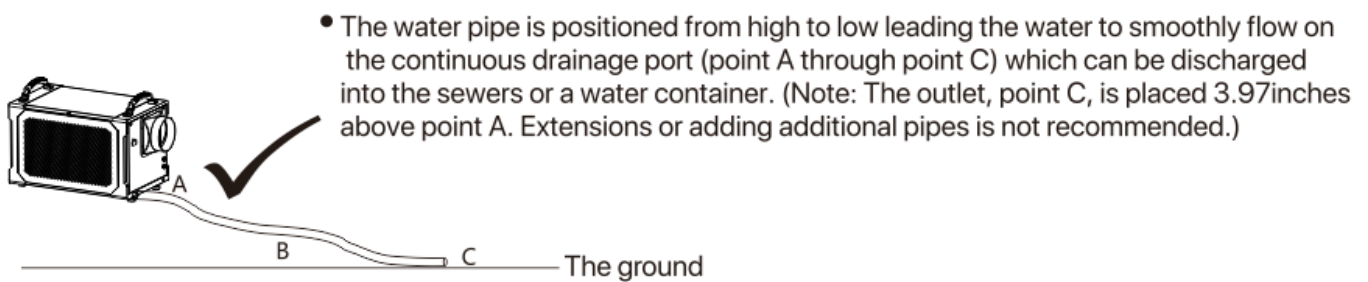 • The water pipe is positioned from high to low leading the water to smoothly flow on
the continuous drainage port (point A through point C) which can be discharged
into the sewers or a water container. (Note: The outlet, point C, is placed 3.97inches
above point A. Extensions or adding additional pipes is not recommended.)
A
B
C
The ground